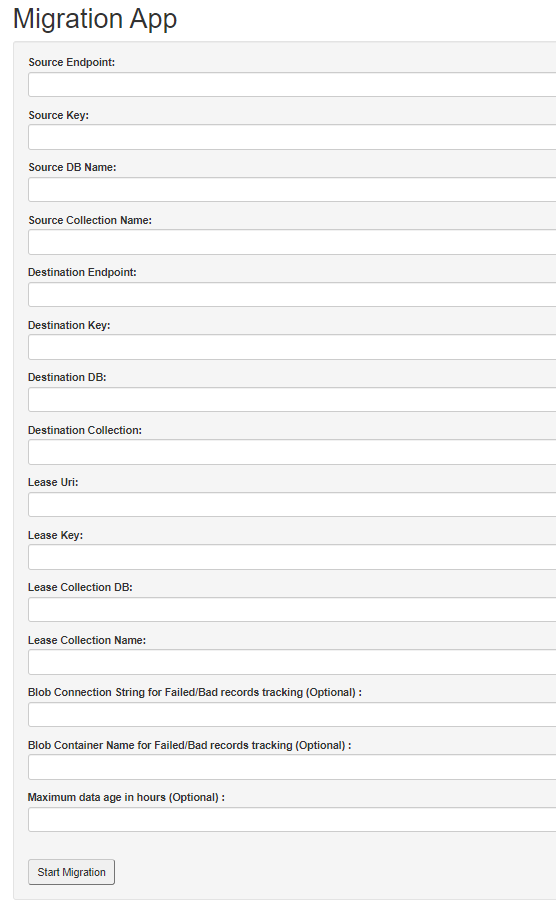 Migration App
Source Endpoint:
Source Key:
Source DB Name:
Source Collection Name:
Destination Endpoint:
Destination Key:
Destination DB:
Destination Collection:
Lease Uri:
Lease Key:
Lease Collection DB:
Lease Collection Name:
Blob Connection String for Failed/Bad records tracking (Optional) :
Blob Container Name for Failed/Bad records tracking (Optional) :
Maximum data age in hours (Optional) :
Start Migration